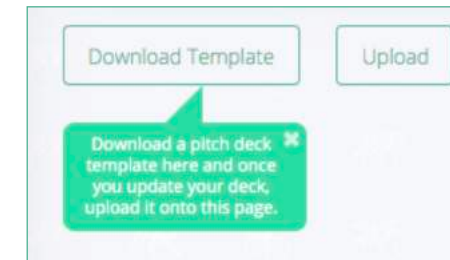 Download Template Upload
Download a pitch deck
template here and once
you update your deck,
upload it onto this page.